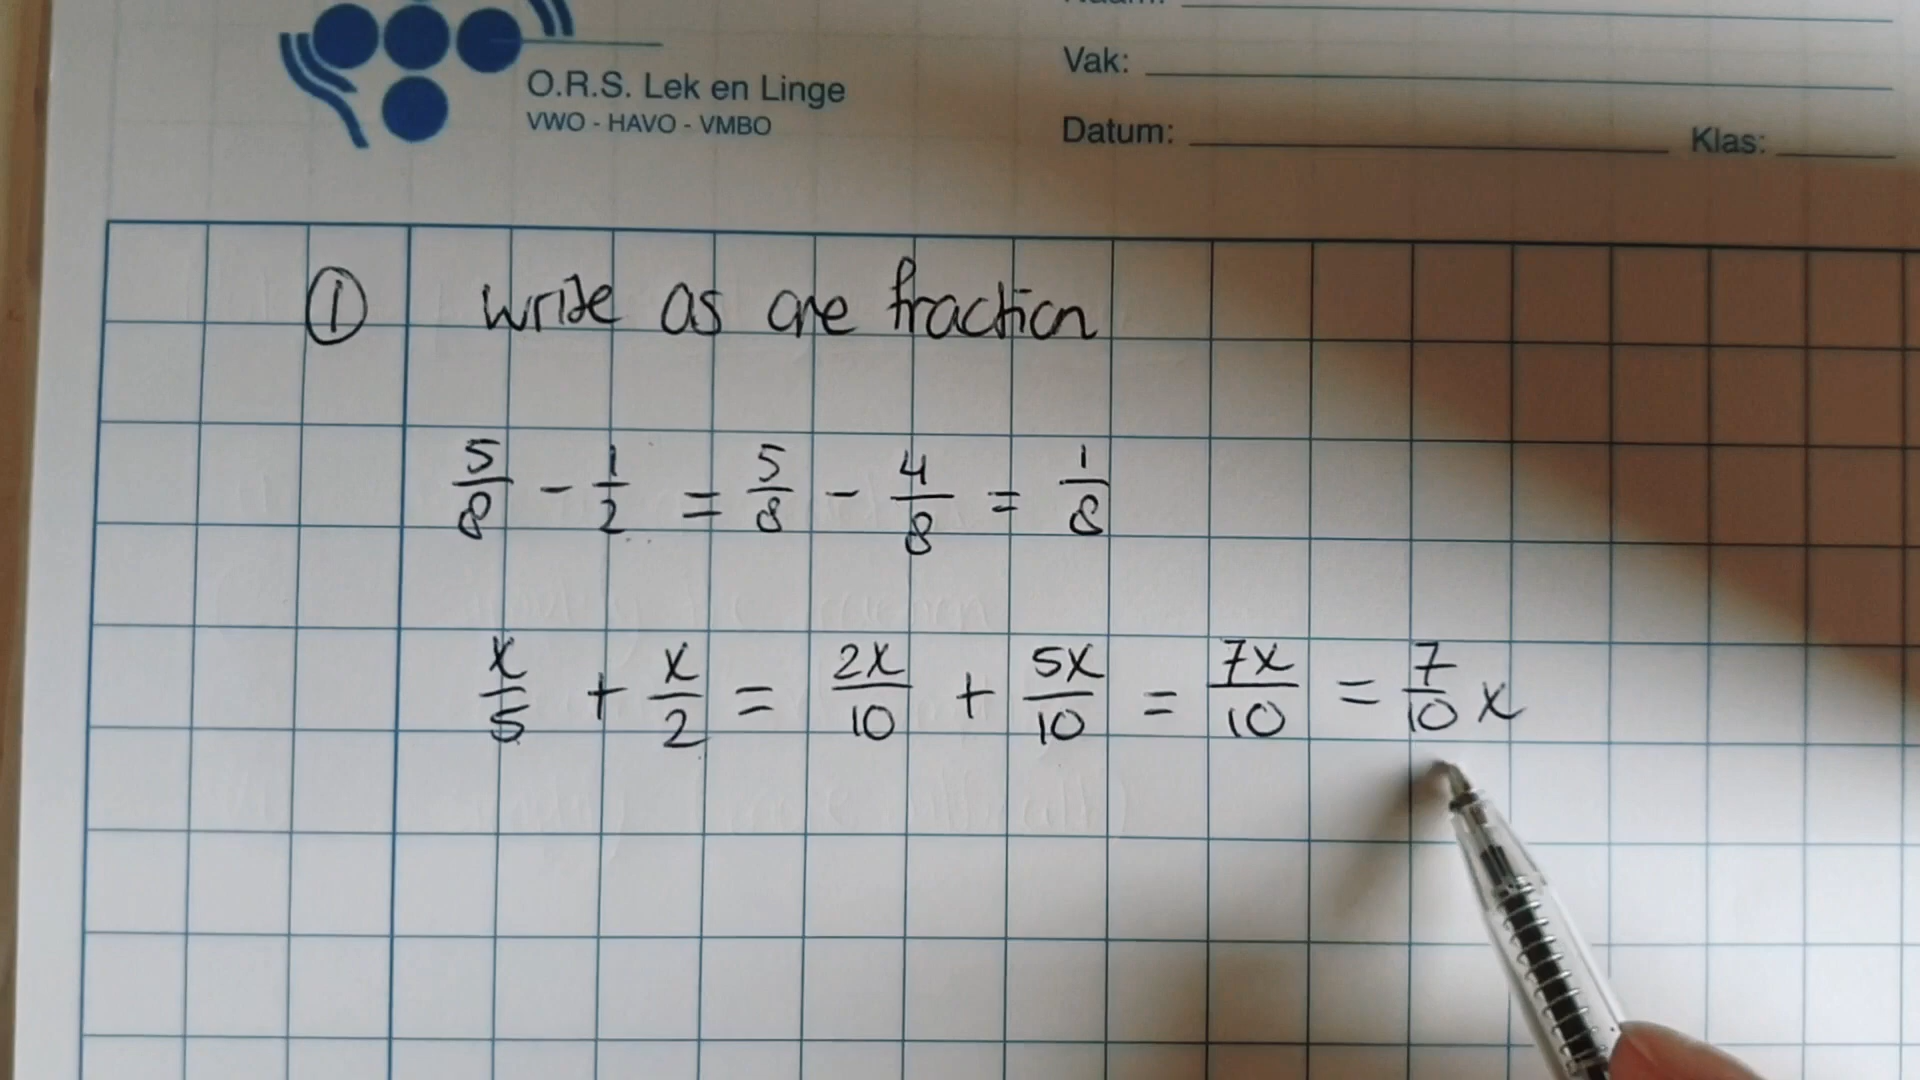 O.R.S. Lek en Linge
VWO - HAVO - VMBO
Vak:
Datum: Klas:
① Write as one fraction
5/8 - 1/2 = 5/8 - 4/8 = 1/8
x/5 + x/2 = 2x/10 + 5x/10 = 7x/10 = 7/10 x